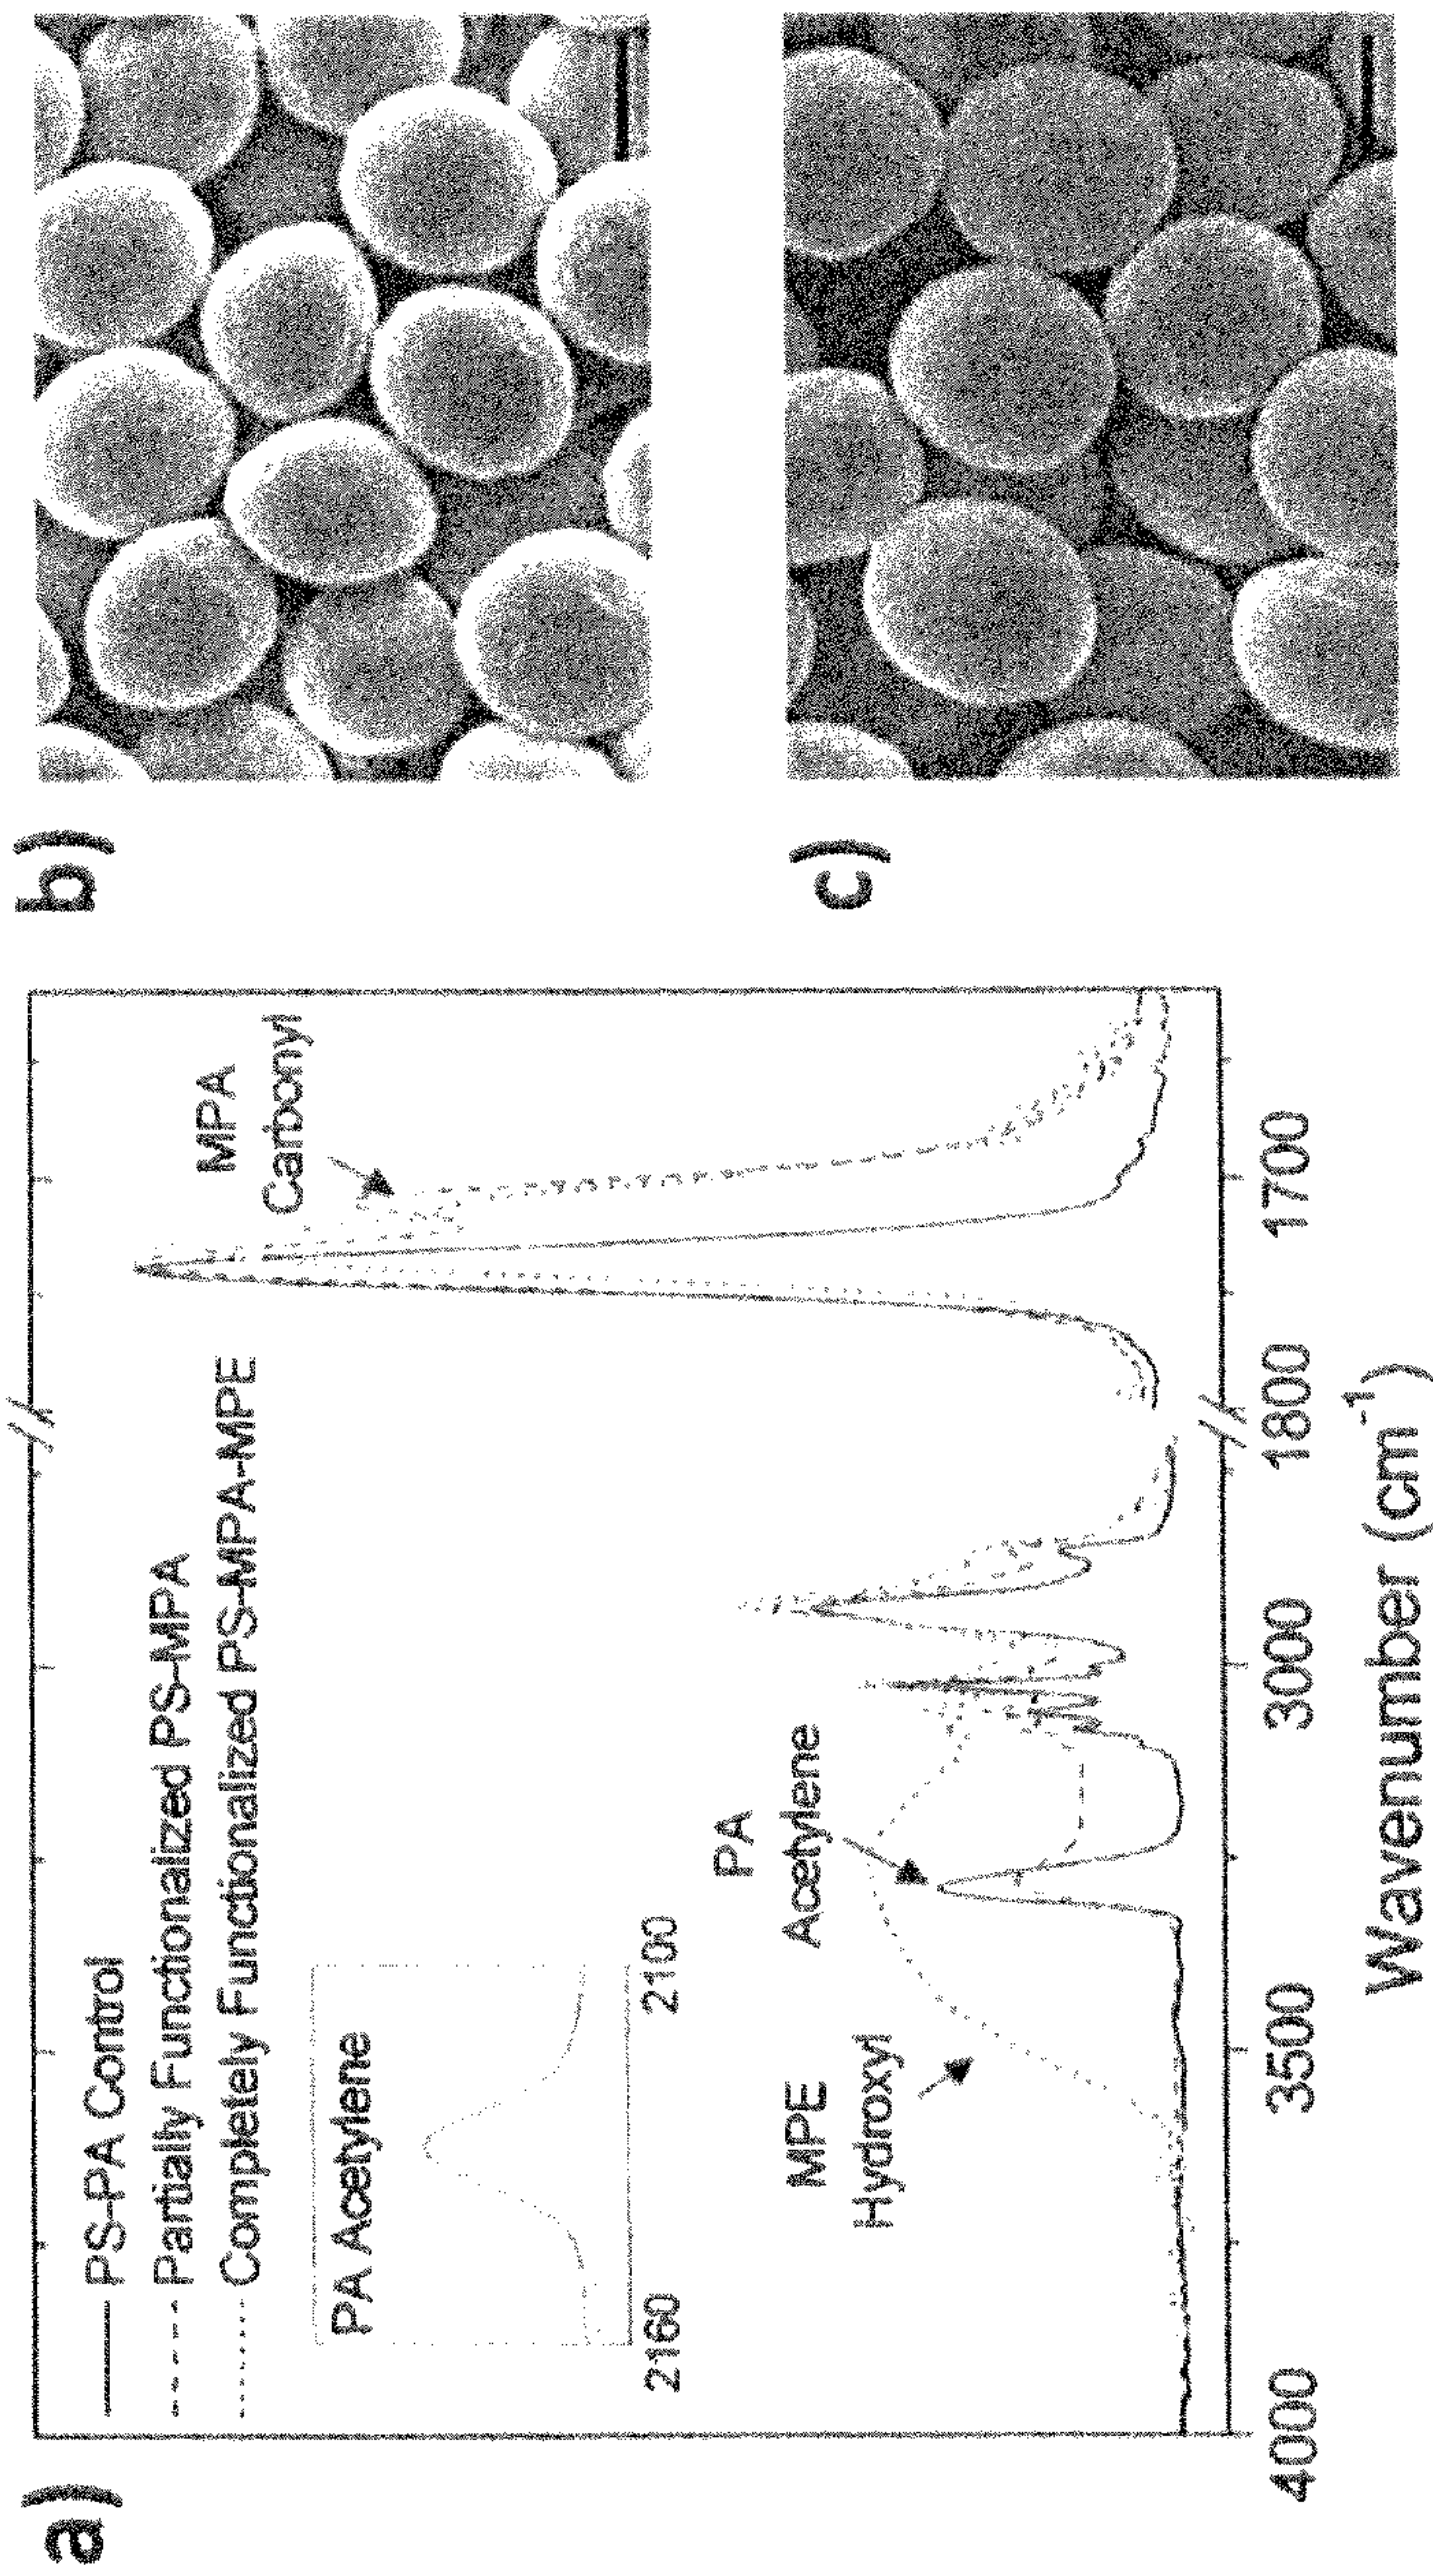 a)
PS-PA Control
Partially Functionalized PS-MPA
Completely Functionalized PS-MPA-MPE
PA Acetylene
2160
2100
MPE
Hydroxyl
PA
Acetylene
MPA
Carbonyl
4000
3500
3000
1800
1700
Wavenumber (cm-1)
b)
c)